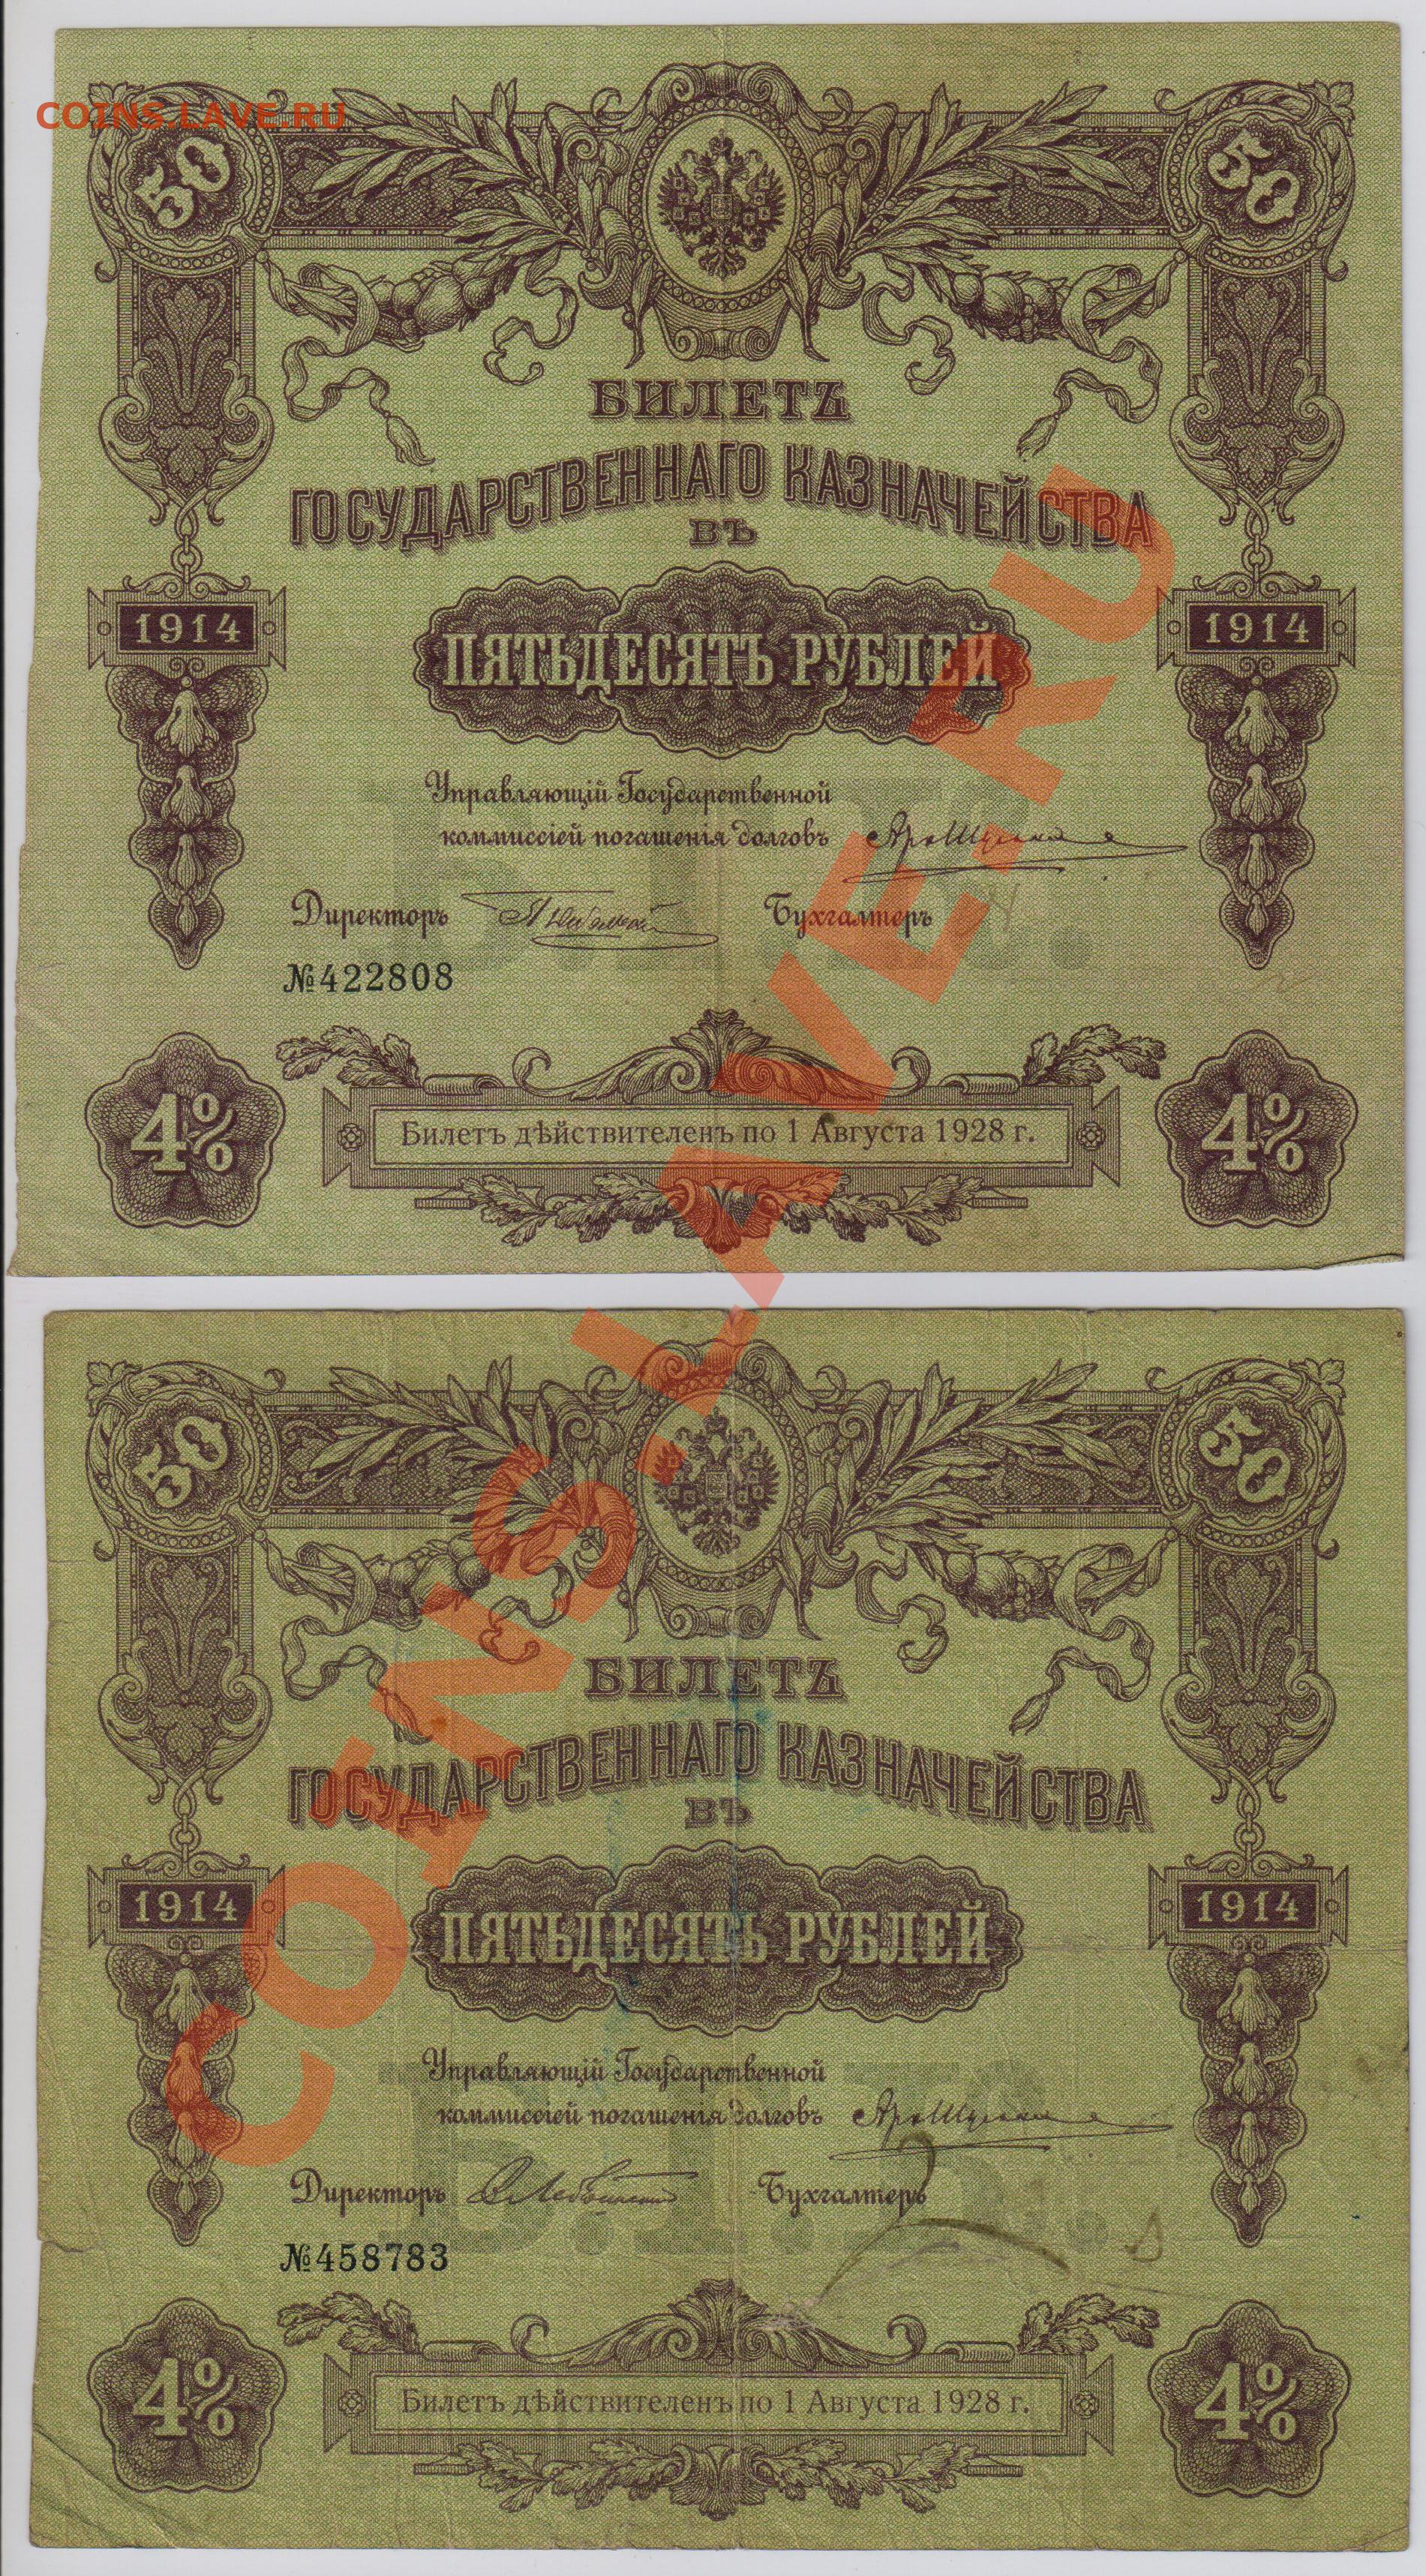 COINS.LAVE.RU
50 50
БИЛЕТЪ
ГОСУДАРСТВЕННАГО КАЗНАЧЕЙСТВА
ВЪ
1914 1914
ПЯТЬДЕСЯТЪ РУБЛЕЙ
Управляющій Государственной
коммиссіей погашенія долговъ
Директоръ Бухгалтеръ
№422808
4% 4%
Билетъ дѣйствителенъ по 1 Августа 1928 г.
COINS.LAVE.RU
50 50
БИЛЕТЪ
ГОСУДАРСТВЕННАГО КАЗНАЧЕЙСТВА
ВЪ
1914 1914
ПЯТЬДЕСЯТЪ РУБЛЕЙ
Управляющій Государственной
коммиссіей погашенія долговъ
Директоръ Бухгалтеръ
№458783
4% 4%
Билетъ дѣйствителенъ по 1 Августа 1928 г.